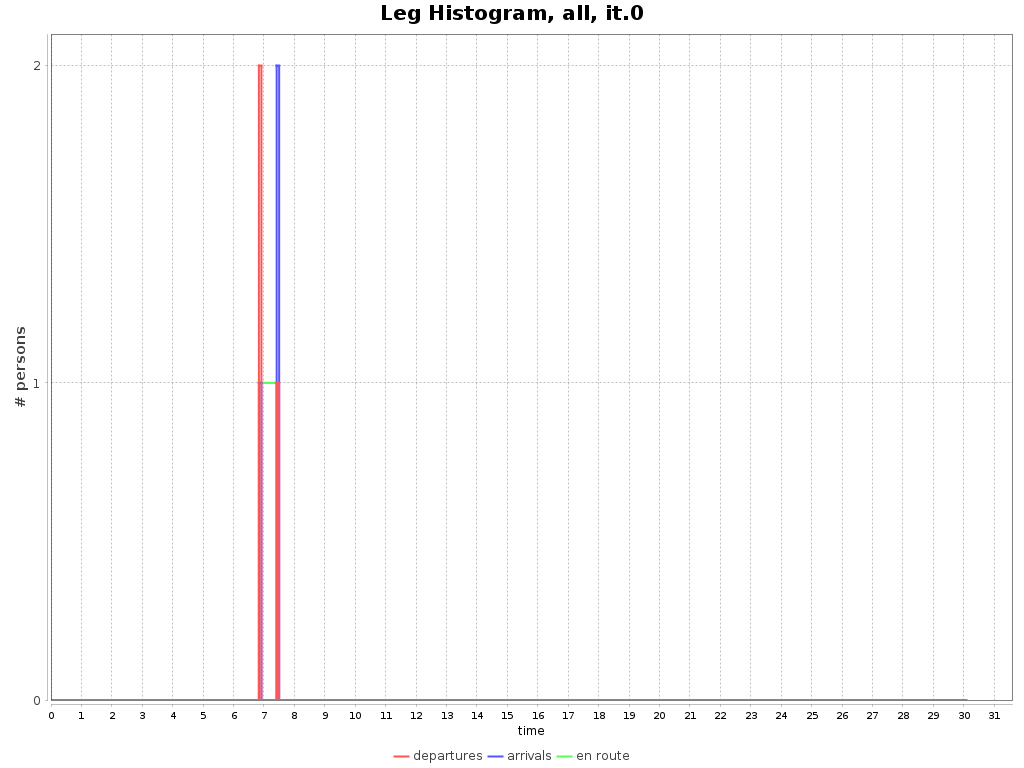 Leg Histogram, all, it.0
# persons
2
1
0
0 1 2 3 4 5 6 7 8 9 10 11 12 13 14 15 16 17 18 19 20 21 22 23 24 25 26 27 28 29 30 31
time
departures arrivals en route